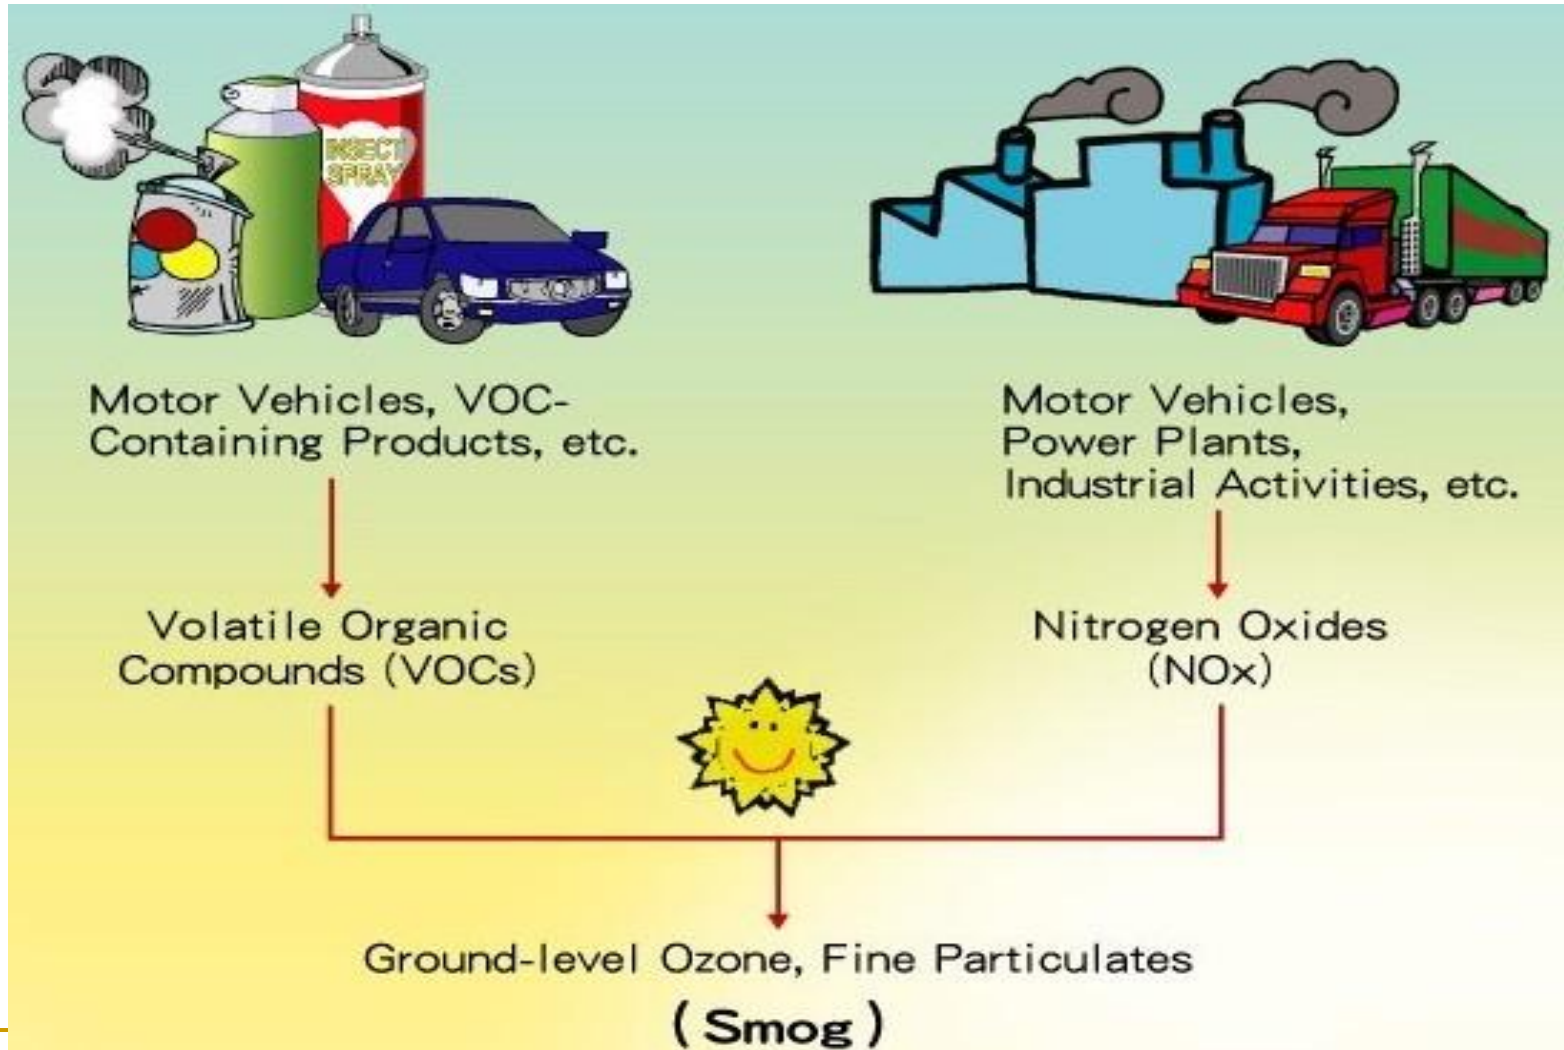 INSECT
SPRAY
Motor Vehicles, VOC-
Containing Products, etc.
Motor Vehicles,
Power Plants,
Industrial Activities, etc.
Volatile Organic
Compounds (VOCs)
Nitrogen Oxides
(NOx)
Ground-level Ozone, Fine Particulates
(Smog)